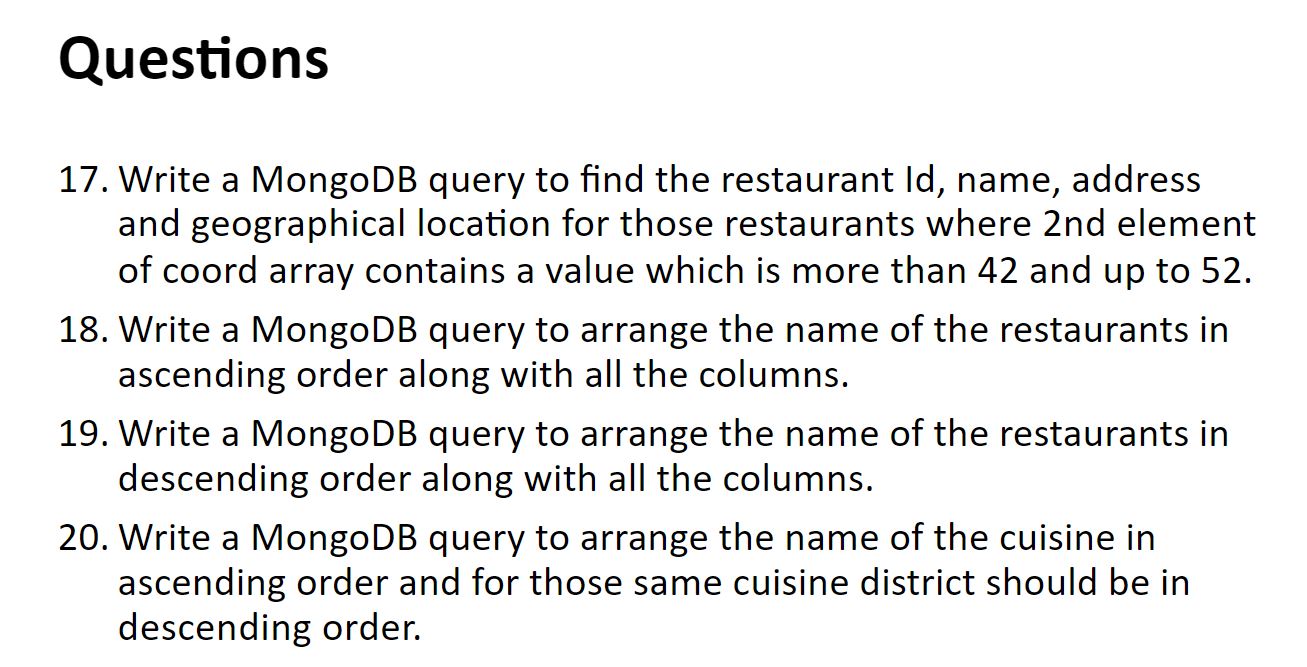 Questions
17. Write a MongoDB query to find the restaurant Id, name, address
and geographical location for those restaurants where 2nd element
of coord array contains a value which is more than 42 and up to 52.
18. Write a MongoDB query to arrange the name of the restaurants in
ascending order along with all the columns.
19. Write a MongoDB query to arrange the name of the restaurants in
descending order along with all the columns.
20. Write a MongoDB query to arrange the name of the cuisine in
ascending order and for those same cuisine district should be in
descending order.